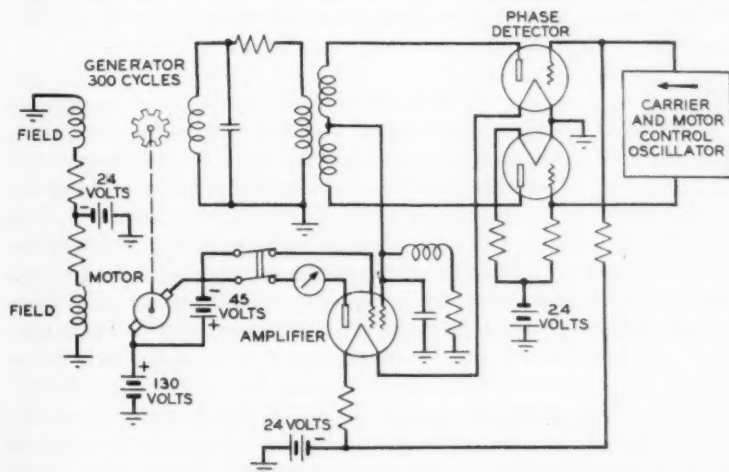 PHASE
DETECTOR
GENERATOR
300 CYCLES
CARRIER
AND MOTOR
CONTROL
OSCILLATOR
FIELD
24
VOLTS
MOTOR
FIELD
45
VOLTS
24
VOLTS
AMPLIFIER
130
VOLTS
24 VOLTS